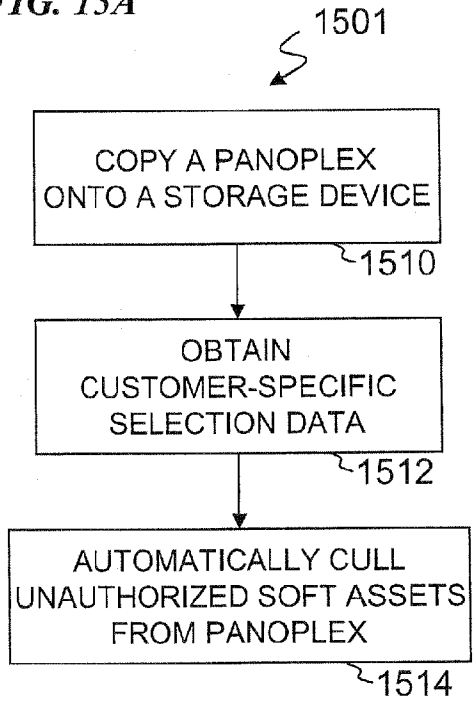 FIG. 15A
1501
COPY A PANOPLEX
ONTO A STORAGE DEVICE
1510
OBTAIN
CUSTOMER-SPECIFIC
SELECTION DATA
1512
AUTOMATICALLY CULL
UNAUTHORIZED SOFT ASSETS
FROM PANOPLEX
1514